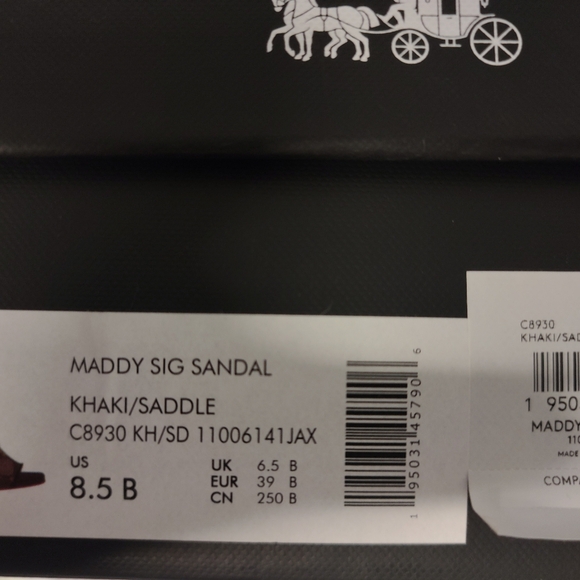 MADDY SIG SANDAL
KHAKI/SADDLE
C8930 KH/SD 11006141JAX
US
8.5 B
UK 6.5 B
EUR 39 B
CN 250 B
1 95031 45790 6
C8930
KHAKI/SAD
1 950
MADDY
110
MADE
COMPA